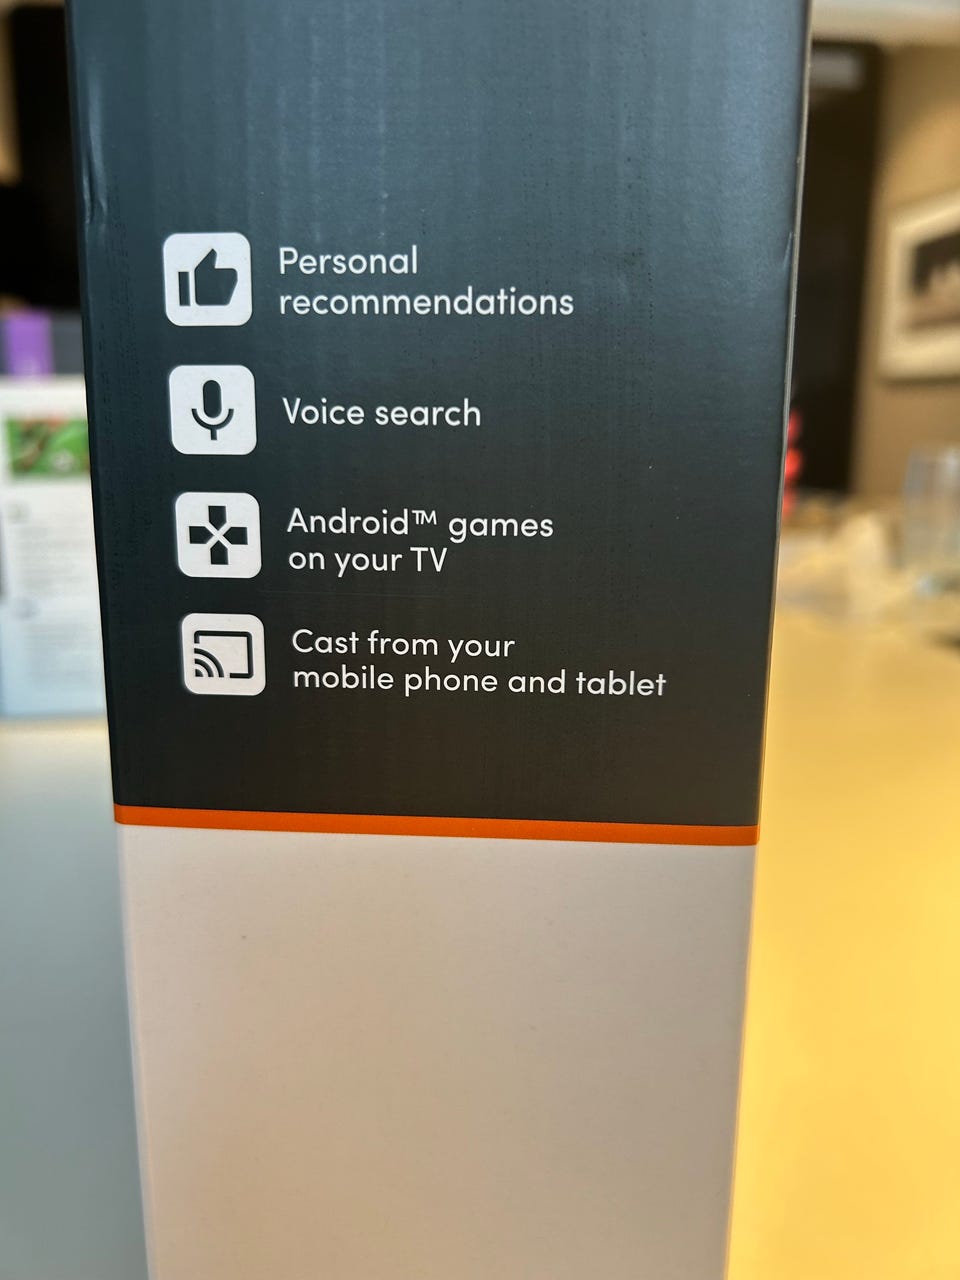 Personal
recommendations
Voice search
Android™ games
on your TV
Cast from your
mobile phone and tablet